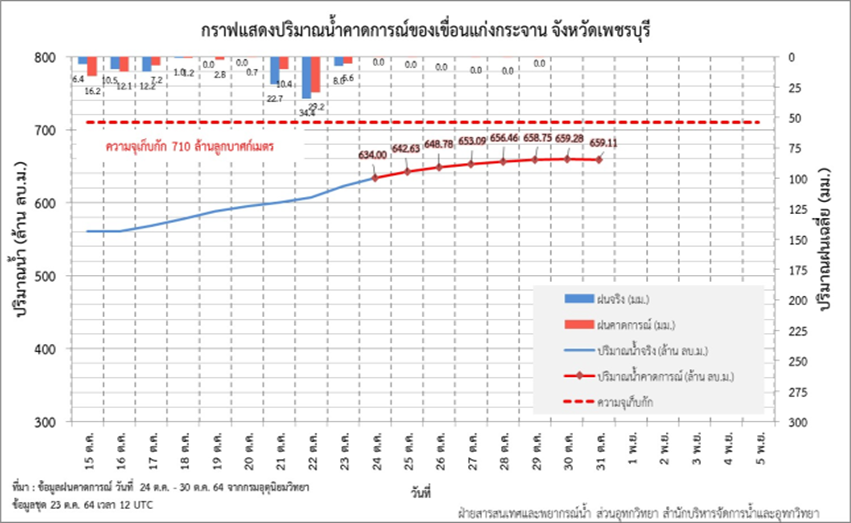 กราฟแสดงปริมาณน้ำคาดการณ์ของเขื่อนแก่งกระจาน จังหวัดเพชรบุรี
ปริมาณน้ำ (ล้าน ลบ.ม.)
800
700
600
500
400
300
6.4
16.2
10.5
12.1
12.2
7.2
1.0
1.2
0.0
2.8
0.0
0.7
22.7
10.4
34.4
29.2
8.0
5.6
0.0
0.0
0.0
0.0
0.0
0.0
ความจุเก็บกัก 710 ล้านลูกบาศก์เมตร
634.00
642.63
648.78
653.09
656.46
658.75
659.28
659.11
0
25
50
75
100
125
150
175
200
225
250
275
300
ปริมาณฝนเฉลี่ย (มม.)
ฝนจริง (มม.)
ฝนคาดการณ์ (มม.)
ปริมาณน้ำจริง (ล้าน ลบ.ม.)
ปริมาณน้ำคาดการณ์ (ล้าน ลบ.ม.)
ความจุเก็บกัก
15 ต.ค.
16 ต.ค.
17 ต.ค.
18 ต.ค.
19 ต.ค.
20 ต.ค.
21 ต.ค.
22 ต.ค.
23 ต.ค.
24 ต.ค.
25 ต.ค.
26 ต.ค.
27 ต.ค.
28 ต.ค.
29 ต.ค.
30 ต.ค.
31 ต.ค.
1 พ.ย.
2 พ.ย.
3 พ.ย.
4 พ.ย.
5 พ.ย.
วันที่
ที่มา : ข้อมูลฝนคาดการณ์ วันที่ 24 ต.ค. - 30 ต.ค. 64 จากกรมอุตุนิยมวิทยา
ข้อมูลชุด 23 ต.ค. 64 เวลา 12 UTC
ฝ่ายสารสนเทศและพยากรณ์น้ำ ส่วนอุทกวิทยา สำนักบริหารจัดการน้ำและอุทกวิทยา